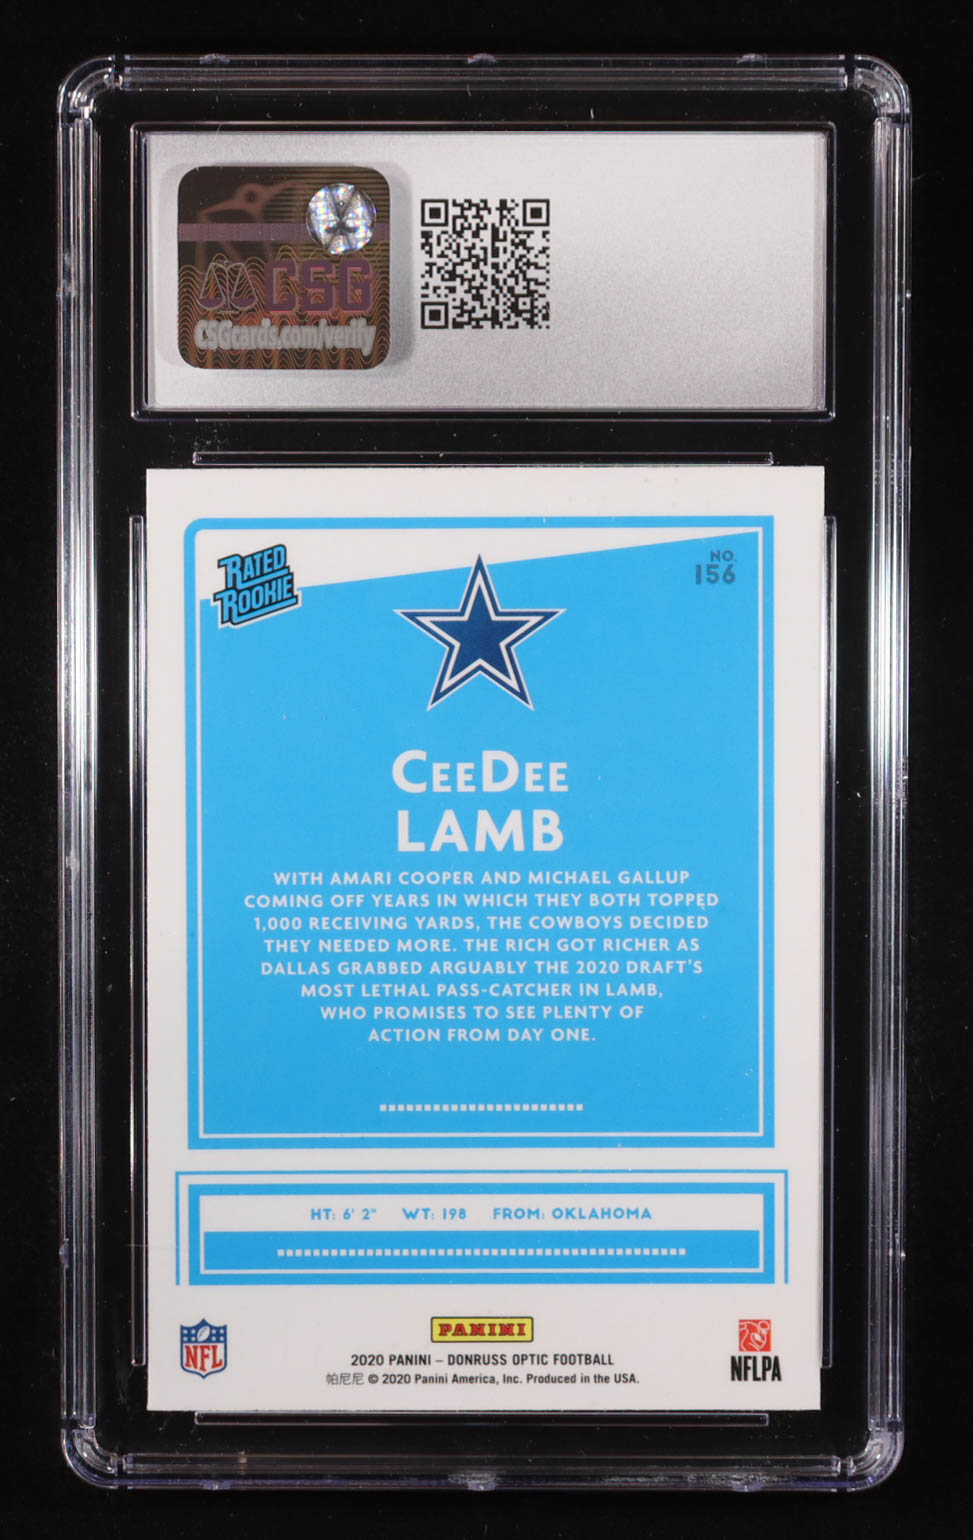 CSG
CSGcards.com/verify
RATED
ROOKIE
NO.
156
CEEDEE
LAMB
WITH AMARI COOPER AND MICHAEL GALLUP
COMING OFF YEARS IN WHICH THEY BOTH TOPPED
1,000 RECEIVING YARDS, THE COWBOYS DECIDED
THEY NEEDED MORE. THE RICH GOT RICHER AS
DALLAS GRABBED ARGUABLY THE 2020 DRAFT'S
MOST LETHAL PASS-CATCHER IN LAMB,
WHO PROMISES TO SEE PLENTY OF
ACTION FROM DAY ONE.
HT: 6' 2" WT: 198 FROM: OKLAHOMA
NFL
PANINI
NFLPA
2020 PANINI – DONRUSS OPTIC FOOTBALL
帕尼尼 © 2020 Panini America, Inc. Produced in the USA.